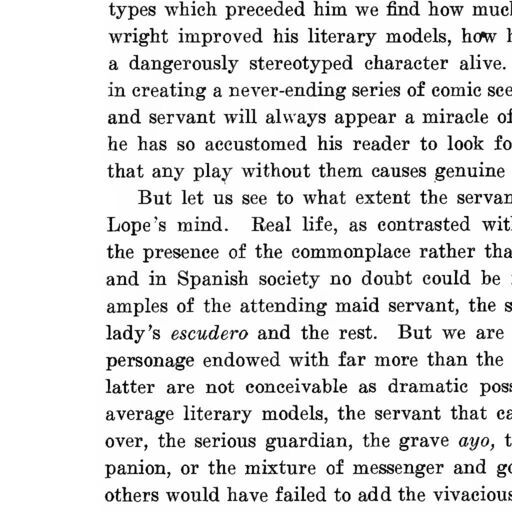 types which preceded him we find how much
wright improved his literary models, how
a dangerously stereotyped character alive.
in creating a never-ending series of comic sce
and servant will always appear a miracle of
he has so accustomed his reader to look fo
that any play without them causes genuine
But let us see to what extent the servan
Lope's mind. Real life, as contrasted wit
the presence of the commonplace rather tha
and in Spanish society no doubt could be
amples of the attending maid servant, the s
lady's escudero and the rest. But we are
personage endowed with far more than the
latter are not conceivable as dramatic poss
average literary models, the servant that ca
over, the serious guardian, the grave ayo, t
panion, or the mixture of messenger and go
others would have failed to add the vivacious